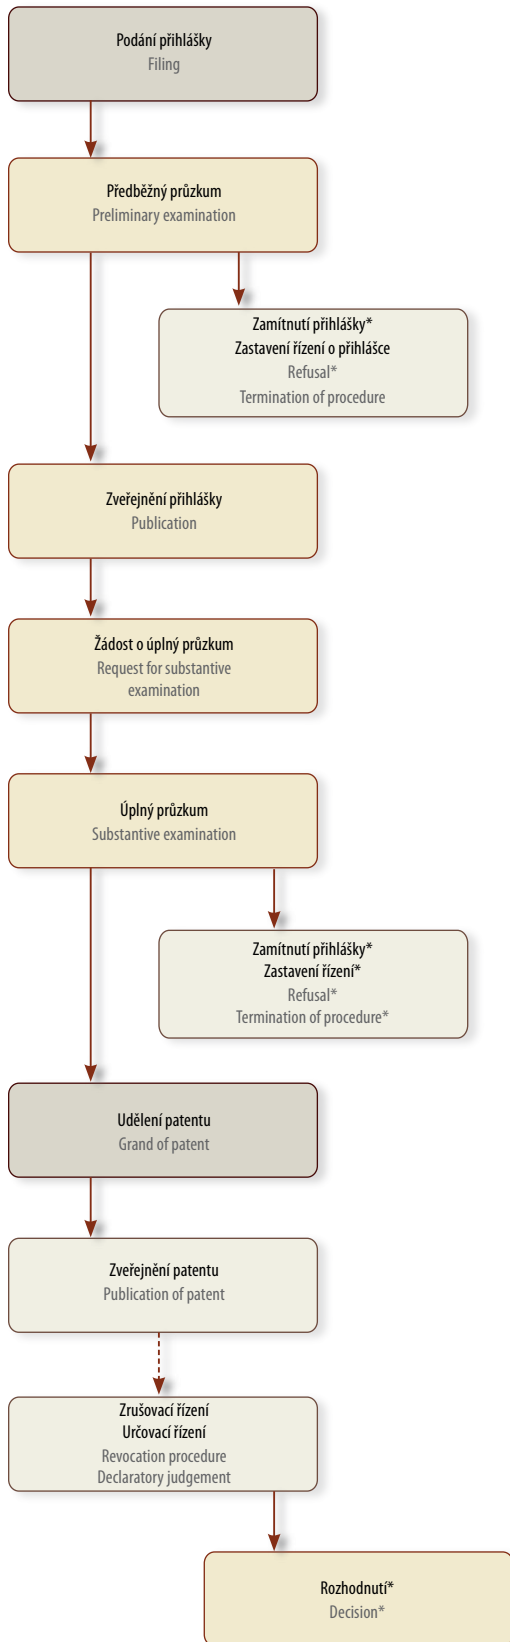 Podání přihlášky
Filing
Předběžný průzkum
Preliminary examination
Zamítnutí přihlášky*
Zastavení řízení o přihlášce
Refusal*
Termination of procedure
Zveřejnění přihlášky
Publication
Žádost o úplný průzkum
Request for substantive
examination
Úplný průzkum
Substantive examination
Zamítnutí přihlášky*
Zastavení řízení*
Refusal*
Termination of procedure*
Udělení patentu
Grand of patent
Zveřejnění patentu
Publication of patent
Zrušovací řízení
Určovací řízení
Revocation procedure
Declaratory judgement
Rozhodnutí*
Decision*